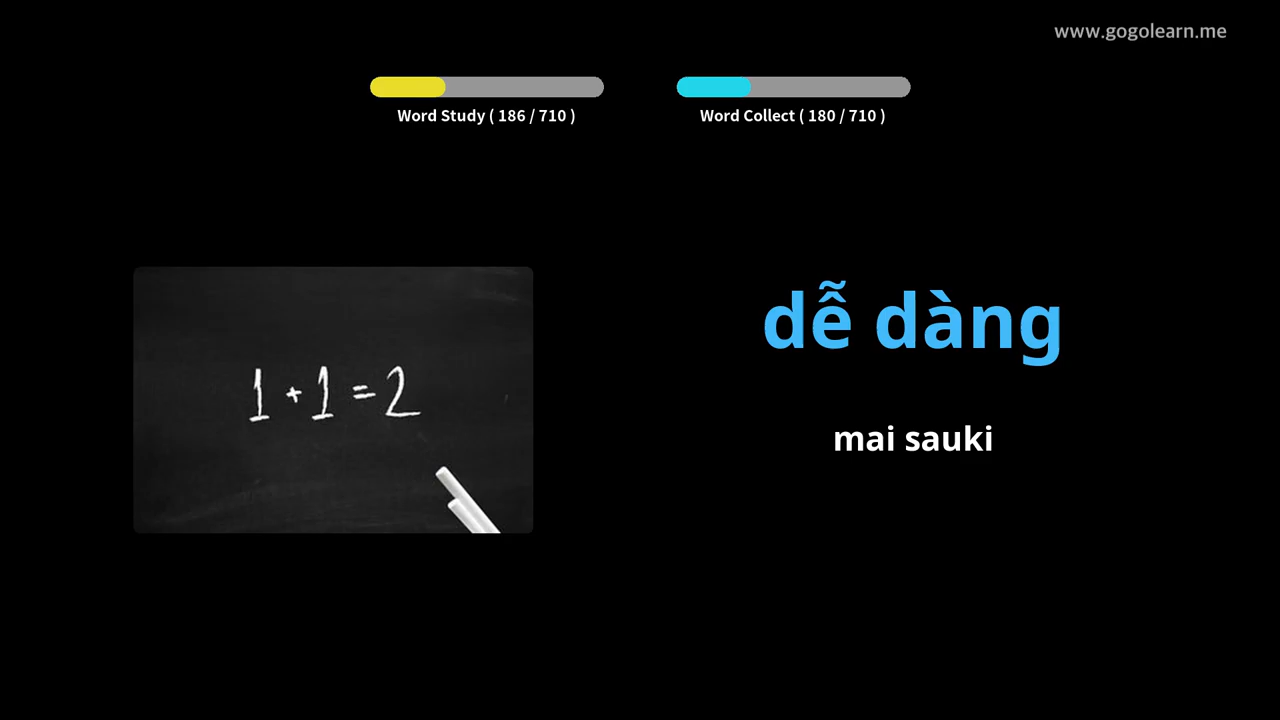 www.gogolearn.me
Word Study ( 186 / 710 )
Word Collect ( 180 / 710 )
1 + 1 = 2
dễ dàng
mai sauki